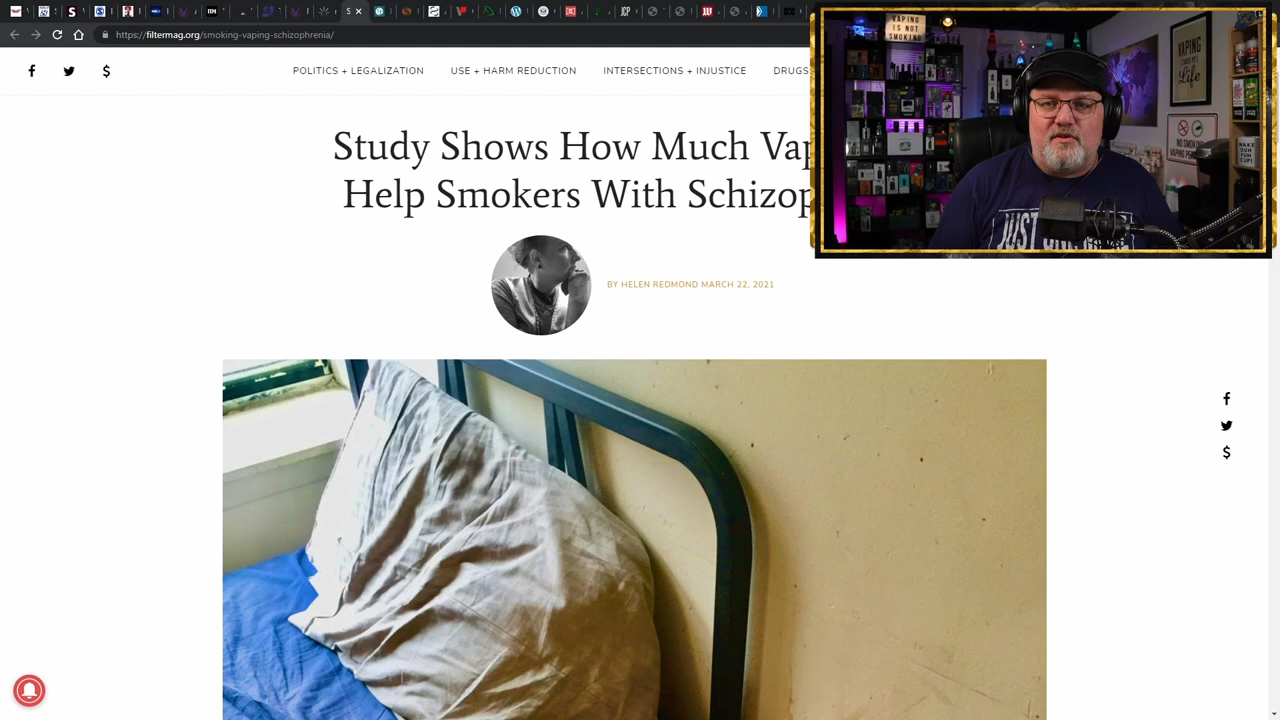 https://filtermag.org/smoking-vaping-schizophrenia/
POLITICS + LEGALIZATION USE + HARM REDUCTION INTERSECTIONS + INJUSTICE DRUGS
Study Shows How Much Vap
Help Smokers With Schizop
BY HELEN REDMOND MARCH 22, 2021
VAPING
IS NOT
SMOKING
VAPING
Life
NO SMOKING
JUST